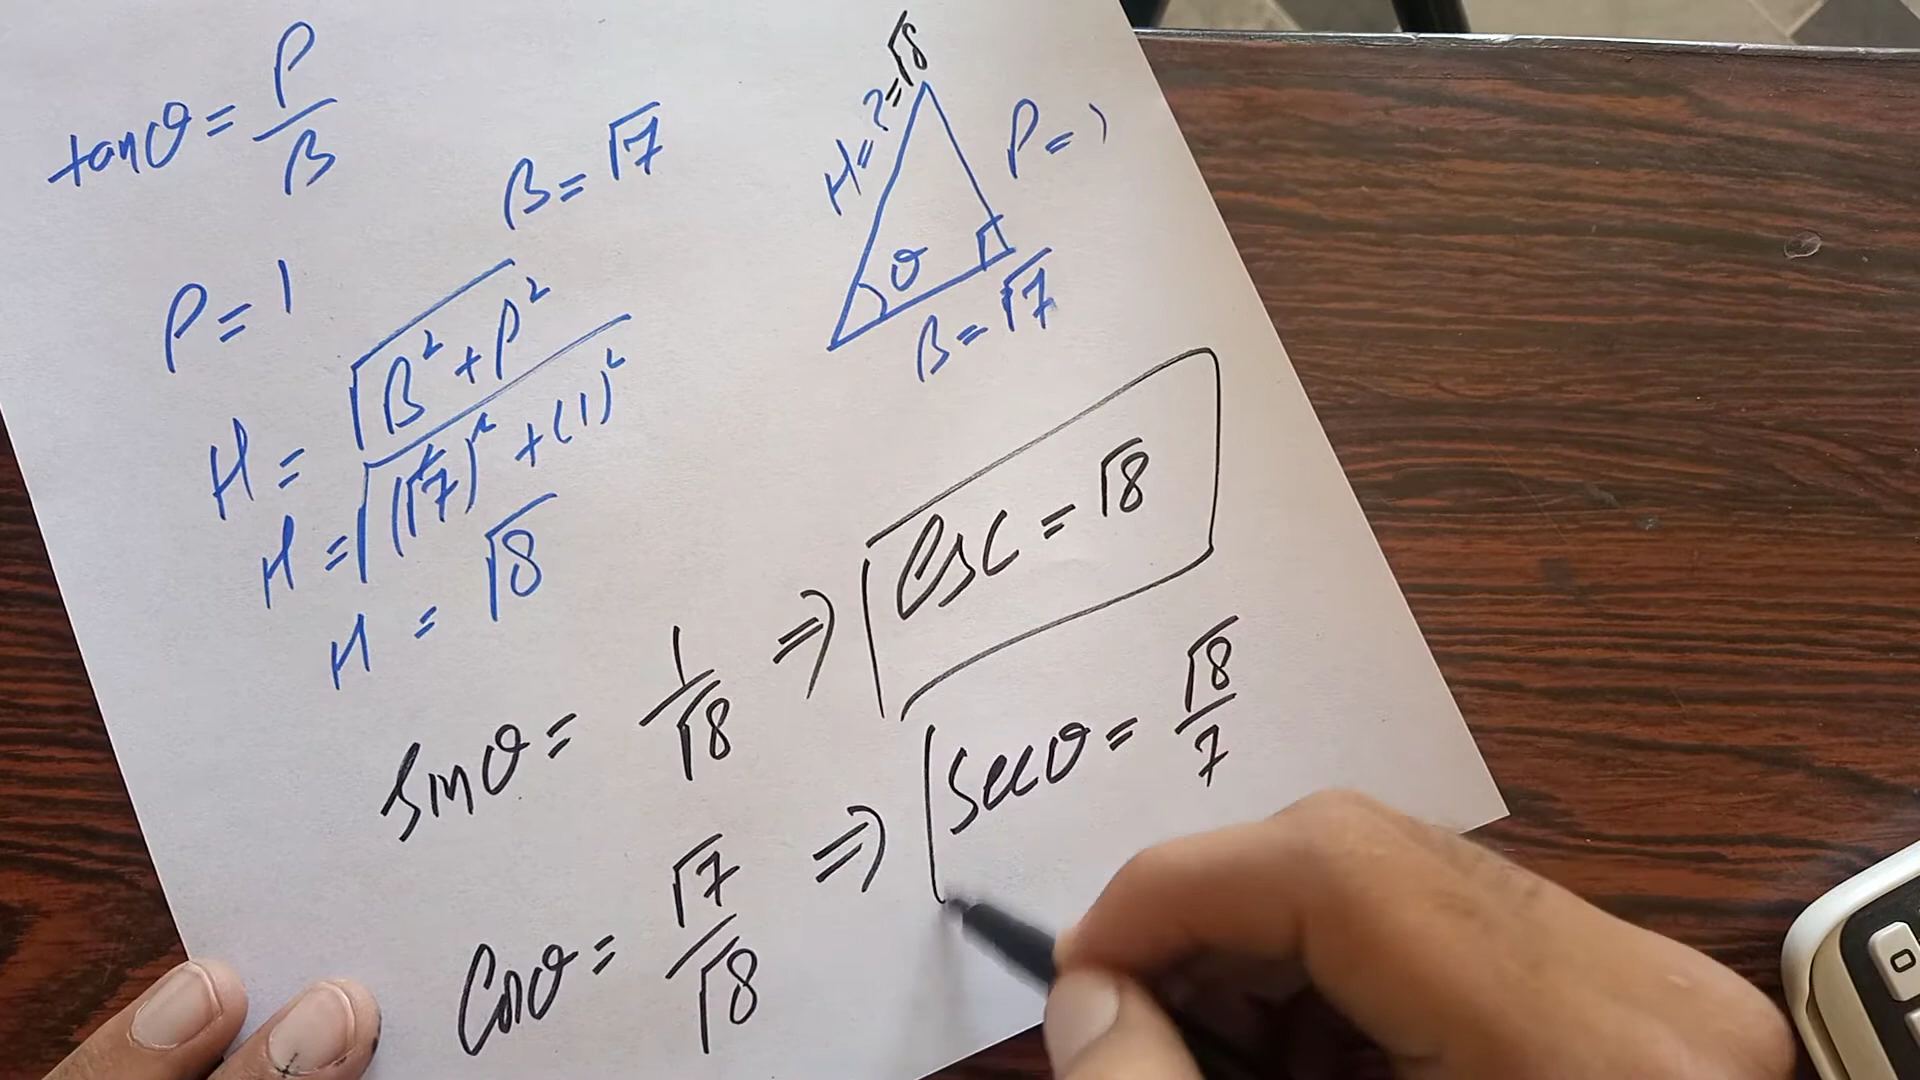 tanθ = P/B
B = √7
P = 1
H = √B² + P²
H = √(√7)² + (1)²
H = √8
H = ? = √8
P = 1
θ
B = √7
sinθ = 1/√8 ⇒ Csc = √8
Cosθ = √7/√8 ⇒ Secθ = √8/7
0